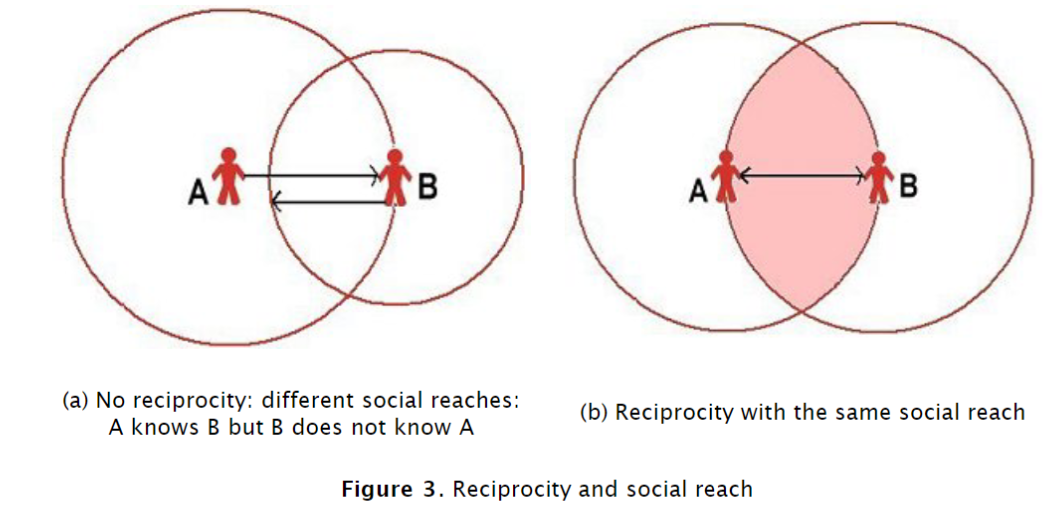 A
B
A
B
(a) No reciprocity: different social reaches:
A knows B but B does not know A
(b) Reciprocity with the same social reach
Figure 3. Reciprocity and social reach